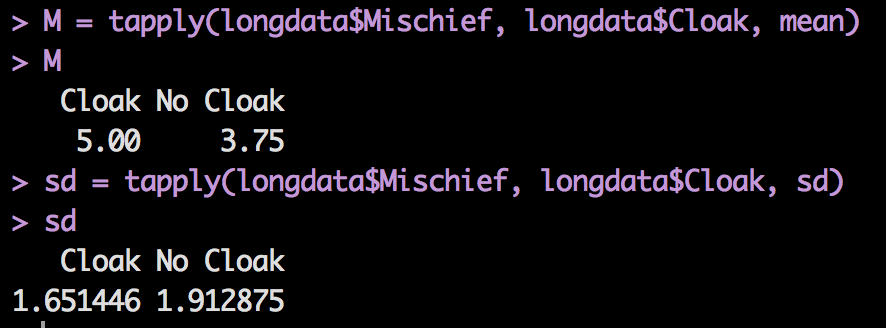 > M = tapply(longdata$Mischief, longdata$Cloak, mean)
> M
   Cloak No Cloak
    5.00     3.75
> sd = tapply(longdata$Mischief, longdata$Cloak, sd)
> sd
   Cloak No Cloak
1.651446 1.912875